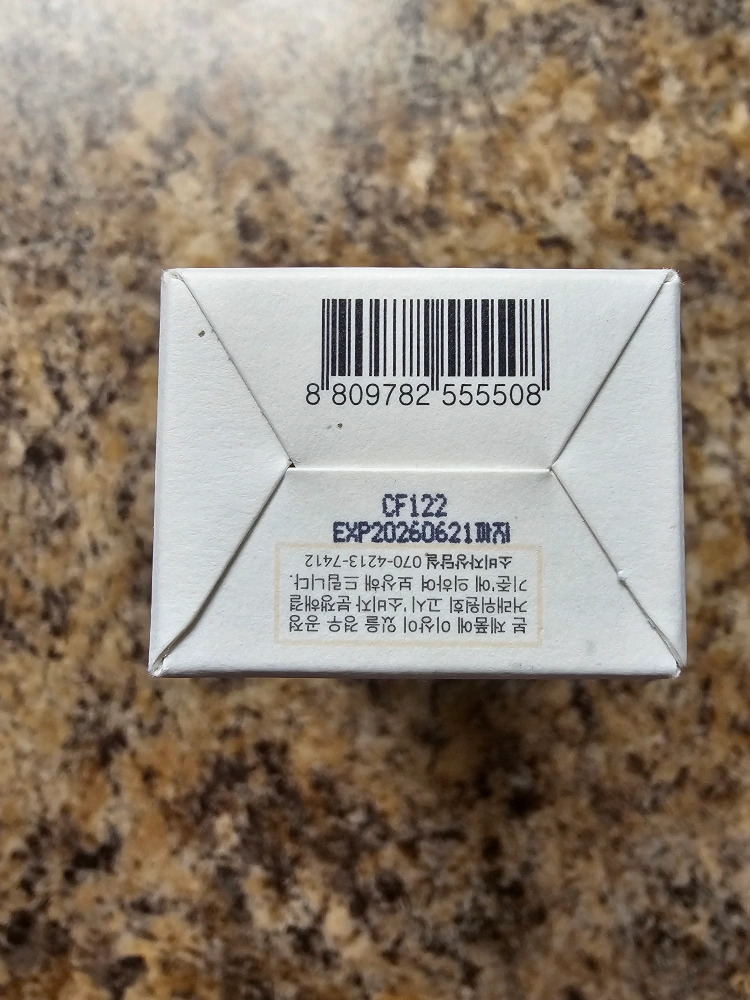 8 809782 555508
CF122
EXP20260621까지
본 제품에 이상이 있을 경우 공정
거래위원회 고시, 소비자 분쟁해결
기준에 의하여 보상해 드립니다.
소비자상담실 070-4213-7412